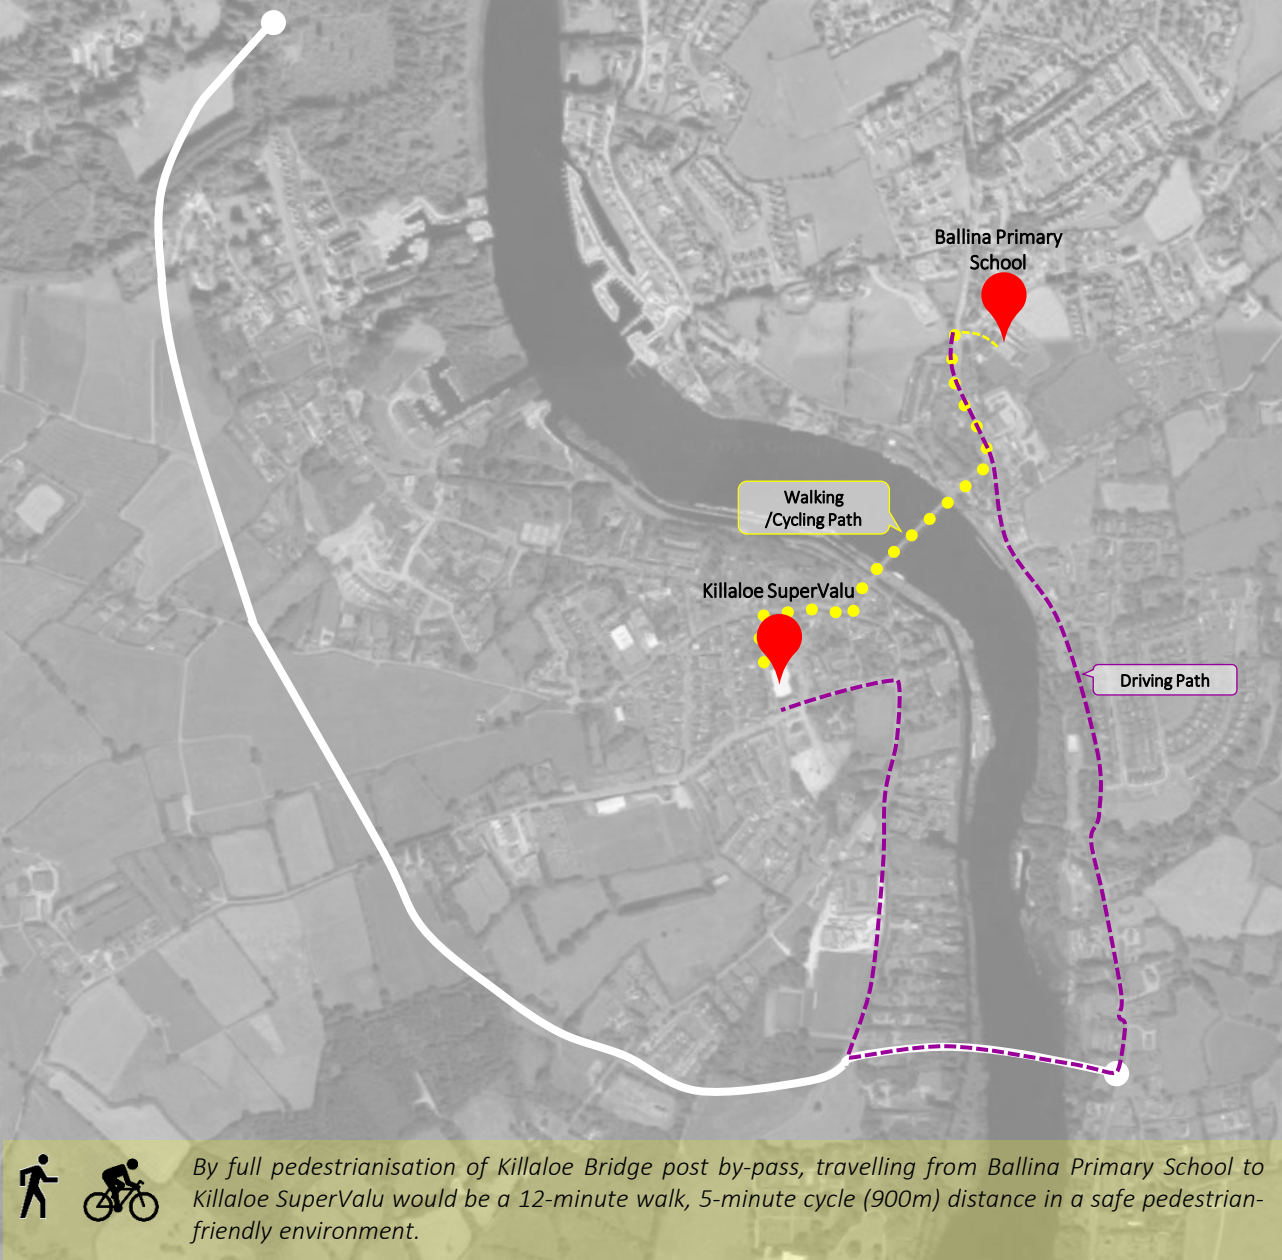 Ballina Primary
School
Walking
/Cycling Path
Killaloe SuperValu
Driving Path
By full pedestrianisation of Killaloe Bridge post by-pass, travelling from Ballina Primary School to
Killaloe SuperValu would be a 12-minute walk, 5-minute cycle (900m) distance in a safe pedestrian-
friendly environment.